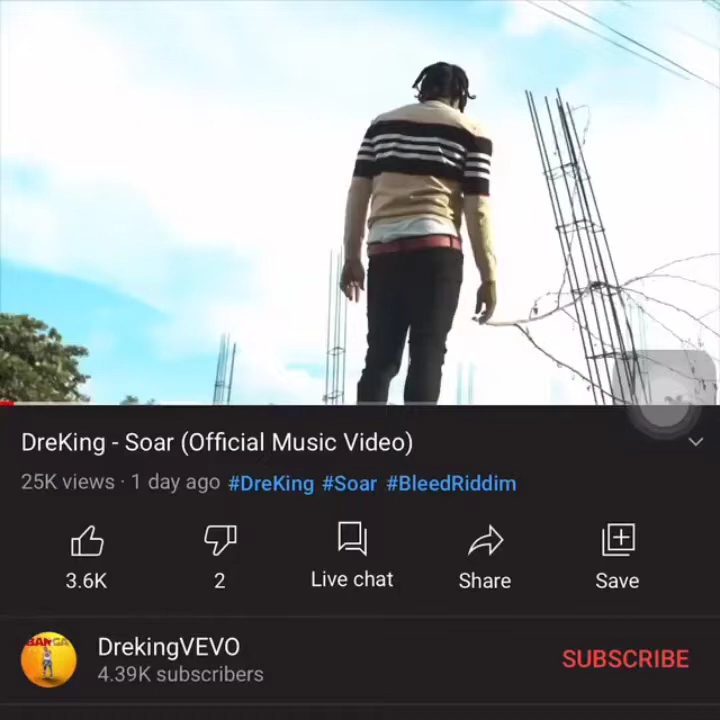 DreKing - Soar (Official Music Video)
25K views · 1 day ago #DreKing #Soar #BleedRiddim
3.6K 2 Live chat Share Save
BANGA
DrekingVEVO
SUBSCRIBE
4.39K subscribers